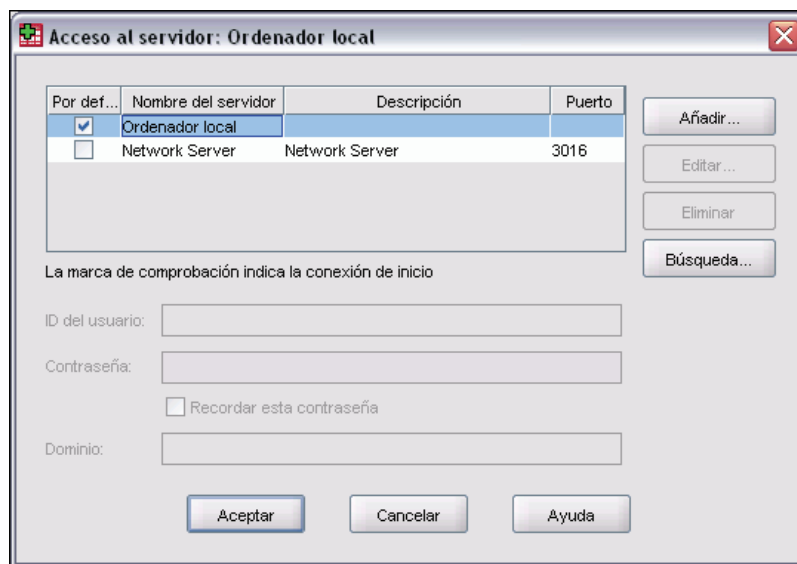 Acceso al servidor: Ordenador local
Por def... Nombre del servidor Descripción Puerto
Ordenador local
Network Server Network Server 3016
Añadir...
Editar...
Eliminar
Búsqueda...
La marca de comprobación indica la conexión de inicio
ID del usuario:
Contraseña:
Recordar esta contraseña
Dominio:
Aceptar Cancelar Ayuda